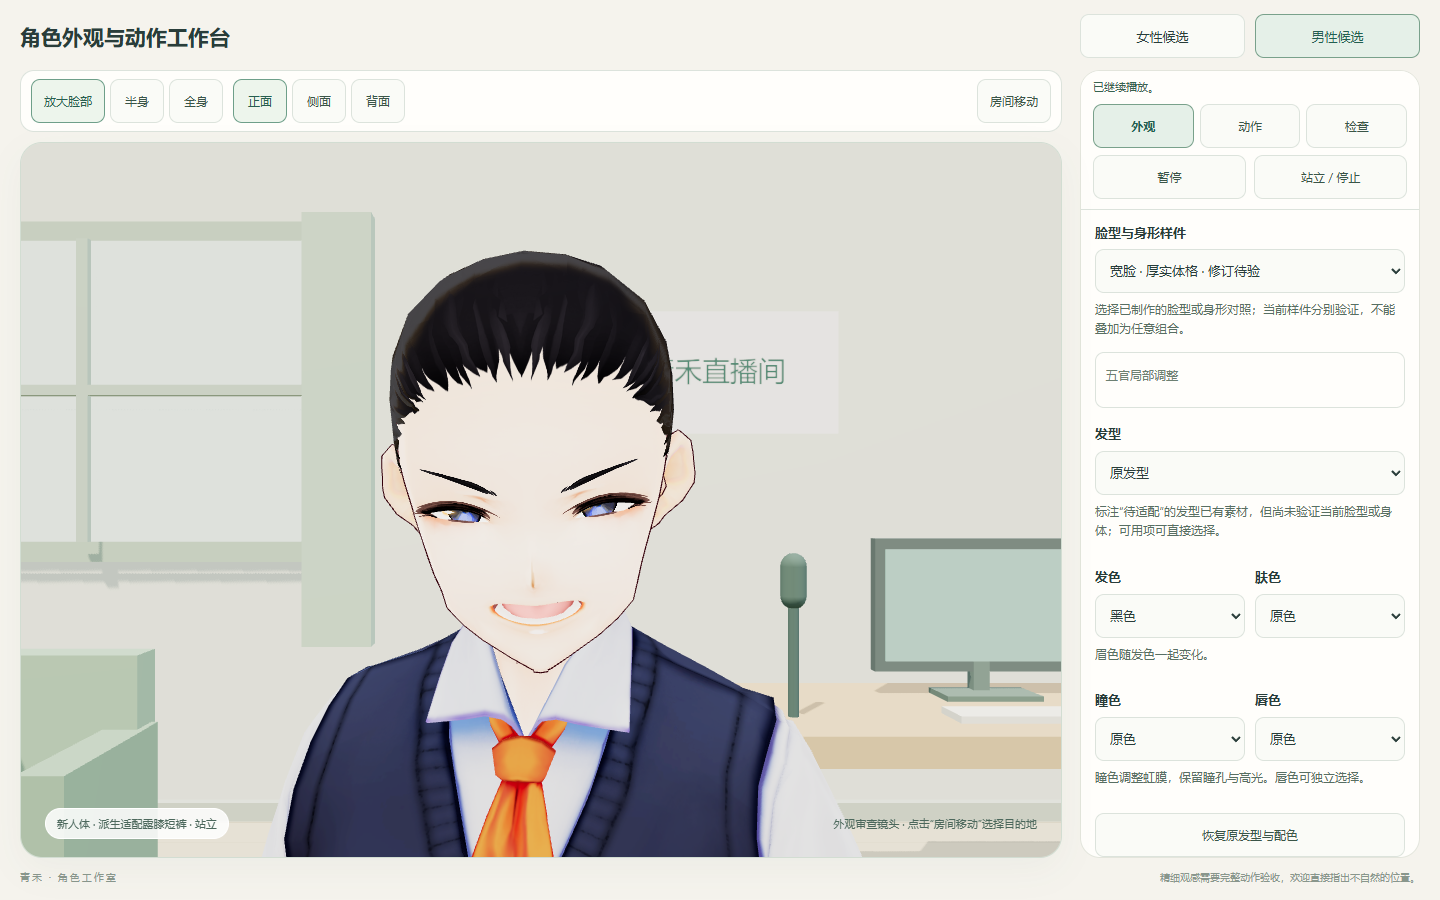 角色外观与动作工作台
女性候选
男性候选
放大脸部
半身
全身
正面
侧面
背面
房间移动
已继续播放。
外观
动作
检查
暂停
站立 / 停止
脸型与身形样件
宽脸 · 厚实体格 · 修订待验
选择已制作的脸型或身形对照；当前样件分别验证，不能
叠加为任意组合。
五官局部调整
发型
原发型
标注“待适配”的发型已有素材，但尚未验证当前脸型或身
体；可用项可直接选择。
发色
肤色
黑色
原色
眉色随发色一起变化。
瞳色
唇色
原色
原色
瞳色调整虹膜，保留瞳孔与高光。唇色可独立选择。
恢复原发型与配色
禾直播间
新人体 · 派生适配露膝短裤 · 站立
外观审查镜头 · 点击“房间移动”选择目的地
青禾 · 角色工作室
精细观感需要完整动作验收，欢迎直接指出不自然的位置。